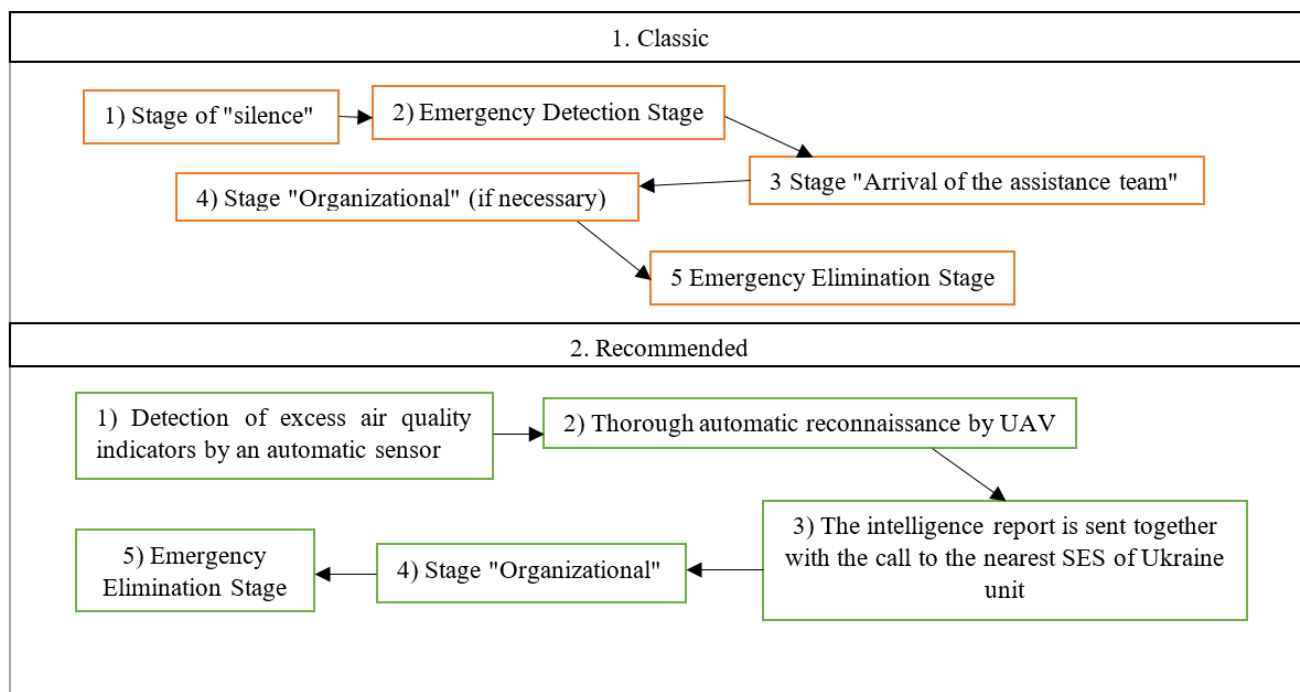 1. Classic
1) Stage of "silence"
2) Emergency Detection Stage
3 Stage "Arrival of the assistance team"
4) Stage "Organizational" (if necessary)
5 Emergency Elimination Stage
2. Recommended
1) Detection of excess air quality
indicators by an automatic sensor
2) Thorough automatic reconnaissance by UAV
3) The intelligence report is sent together
with the call to the nearest SES of Ukraine
unit
4) Stage "Organizational"
5) Emergency
Elimination Stage